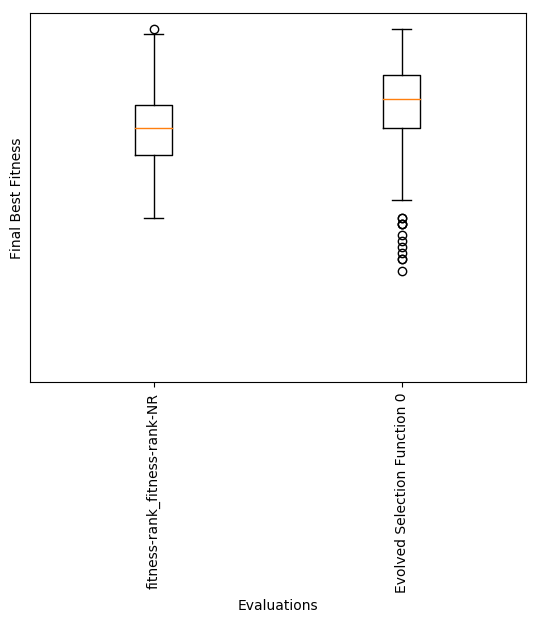 Final Best Fitness
fitness-rank_fitness-rank-NR
Evolved Selection Function 0
Evaluations